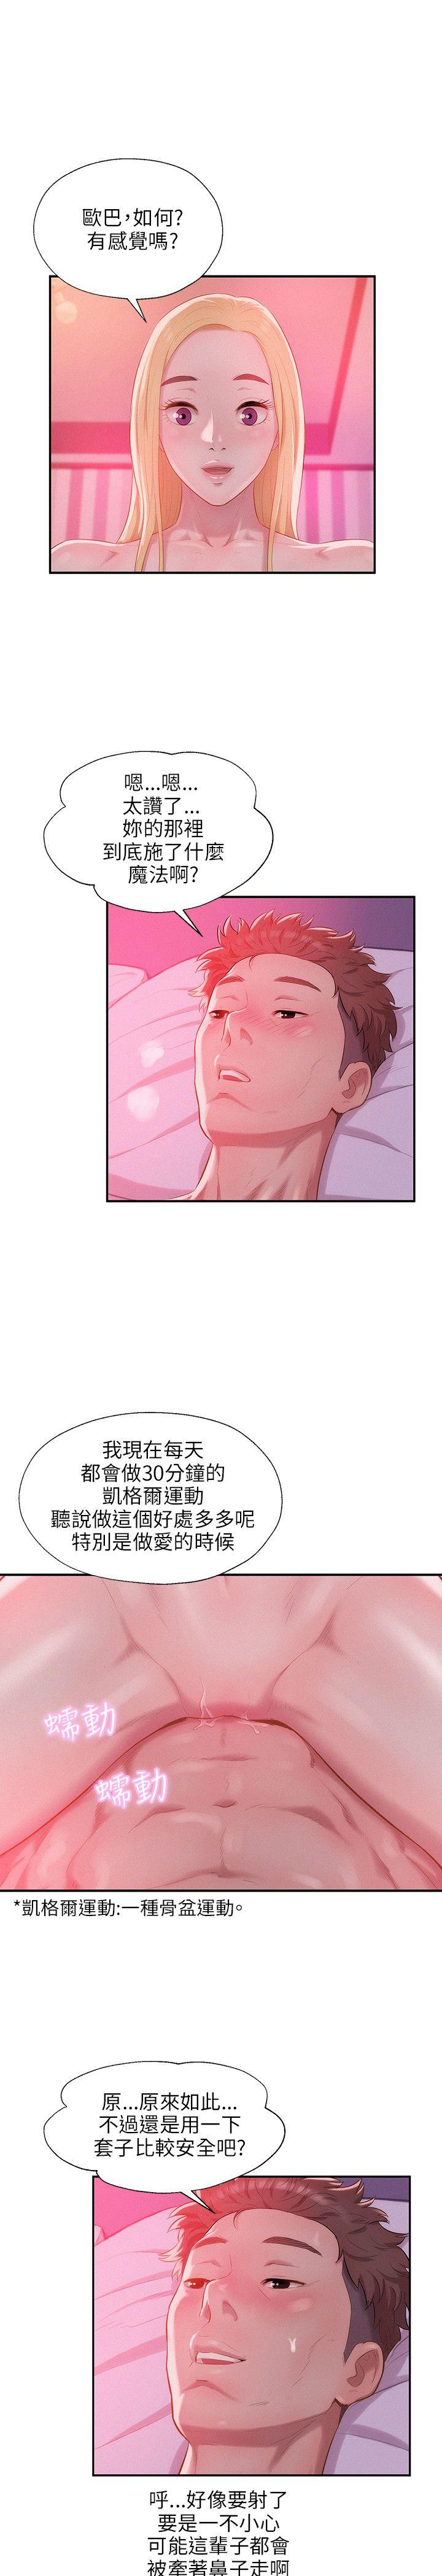 歐巴,如何?
有感覺嗎?
嗯...嗯...
太讚了...
妳的那裡
到底施了什麼
魔法啊?
我現在每天
都會做30分鐘的
凱格爾運動
聽說做這個好處多多呢
特別是做愛的時候
蠕動
蠕動
*凱格爾運動:一種骨盆運動。
原...原來如此...
不過還是用一下
套子比較安全吧?
呼...好像要射了
要是一不小心
可能這輩子都會
被牽著鼻子走啊